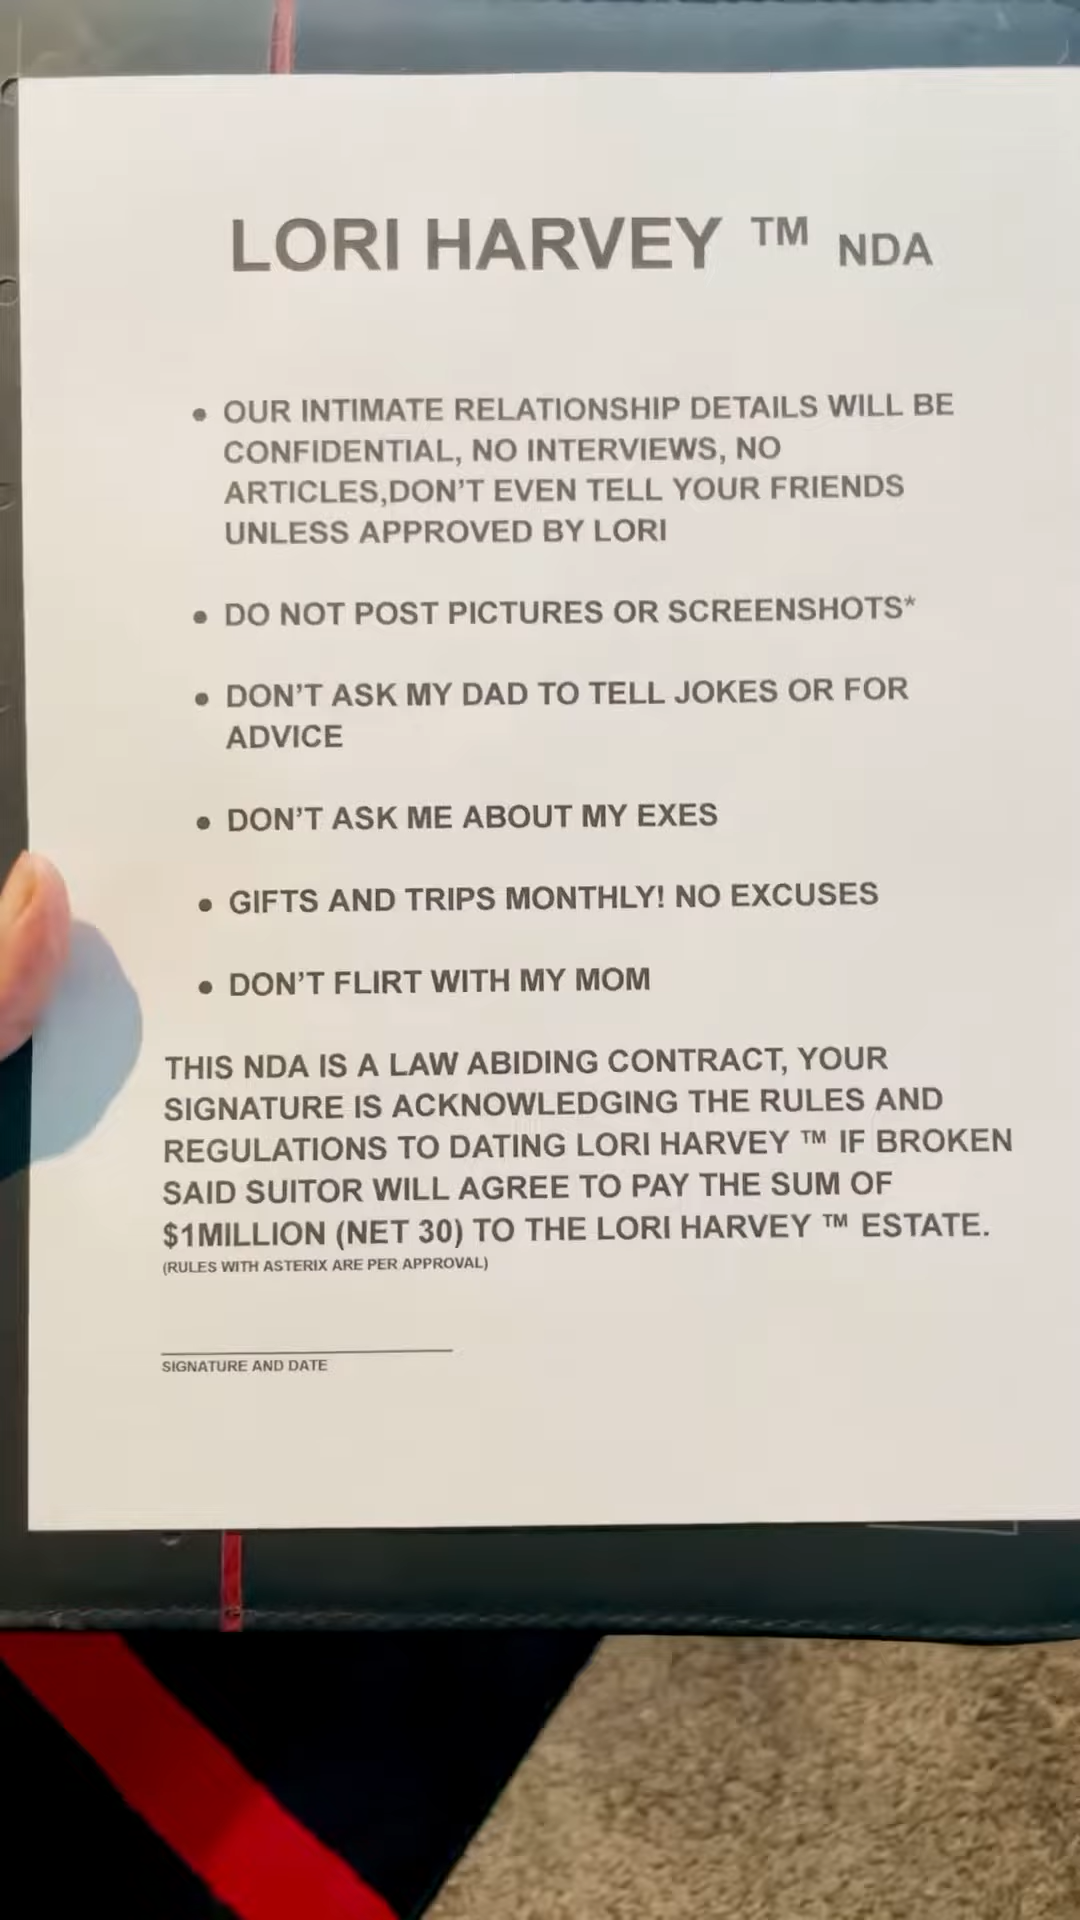 LORI HARVEY ™ NDA
• OUR INTIMATE RELATIONSHIP DETAILS WILL BE
CONFIDENTIAL, NO INTERVIEWS, NO
ARTICLES,DON'T EVEN TELL YOUR FRIENDS
UNLESS APPROVED BY LORI
• DO NOT POST PICTURES OR SCREENSHOTS*
• DON'T ASK MY DAD TO TELL JOKES OR FOR
ADVICE
• DON'T ASK ME ABOUT MY EXES
• GIFTS AND TRIPS MONTHLY! NO EXCUSES
• DON'T FLIRT WITH MY MOM
THIS NDA IS A LAW ABIDING CONTRACT, YOUR
SIGNATURE IS ACKNOWLEDGING THE RULES AND
REGULATIONS TO DATING LORI HARVEY ™ IF BROKEN
SAID SUITOR WILL AGREE TO PAY THE SUM OF
$1MILLION (NET 30) TO THE LORI HARVEY ™ ESTATE.
(RULES WITH ASTERIX ARE PER APPROVAL)
SIGNATURE AND DATE